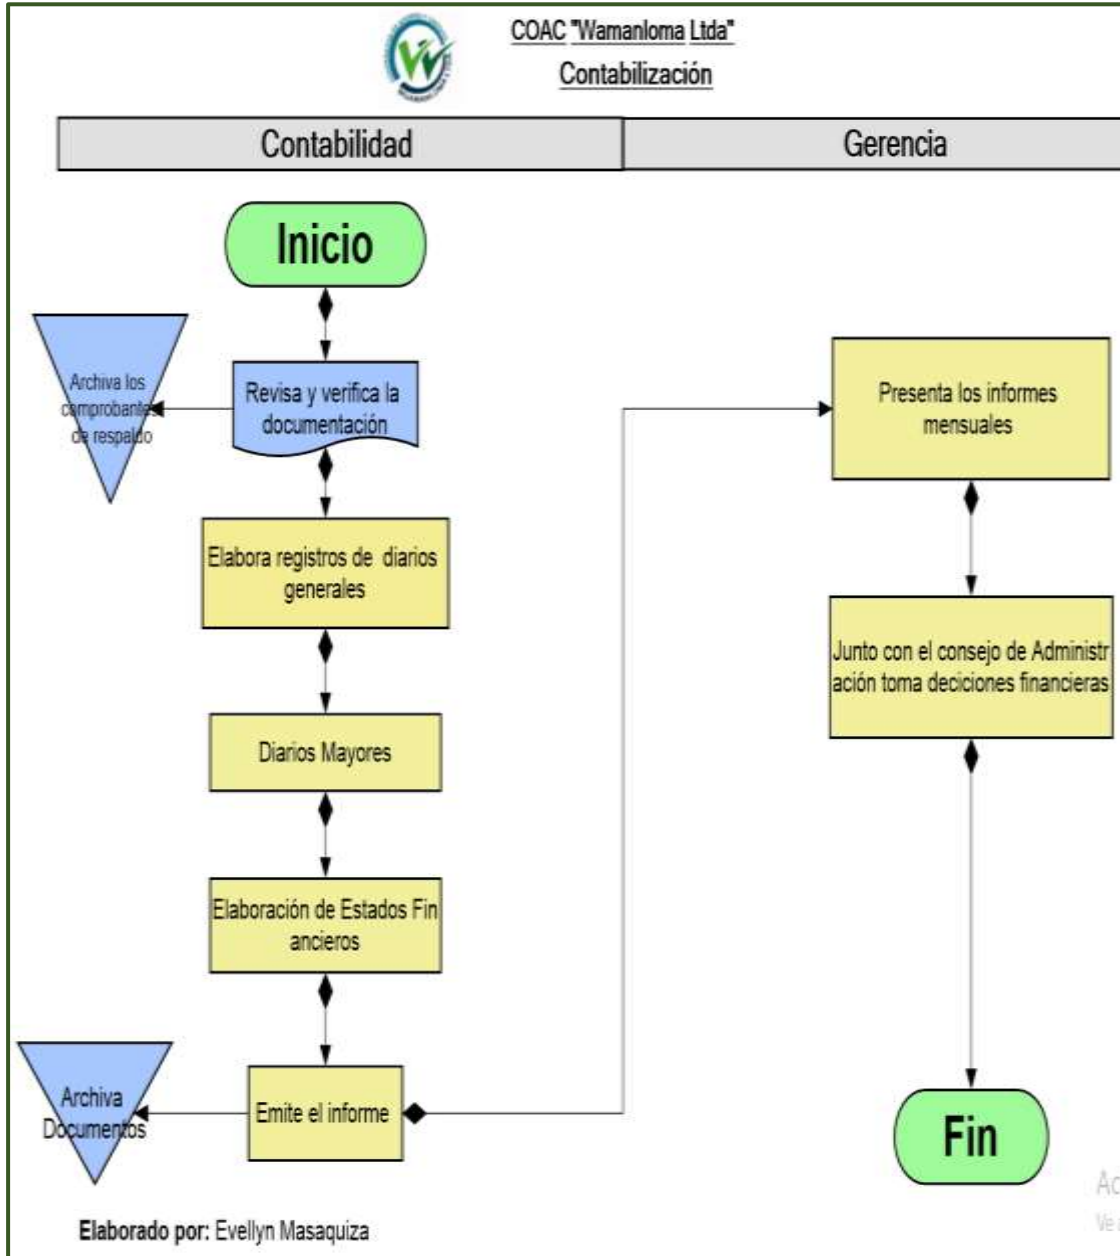 COAC "Wamanloma Ltda"
Contabilización
Contabilidad
Gerencia
Inicio
Archiva los
comprobantes
de respaldo
Revisa y verifica la
documentación
Elabora registros de diarios
generales
Diarios Mayores
Elaboración de Estados Fin
ancieros
Archiva
Documentos
Emite el informe
Presenta los informes
mensuales
Junto con el consejo de Administr
ación toma deciciones financieras
Fin
Elaborado por: Evellyn Masaquiza